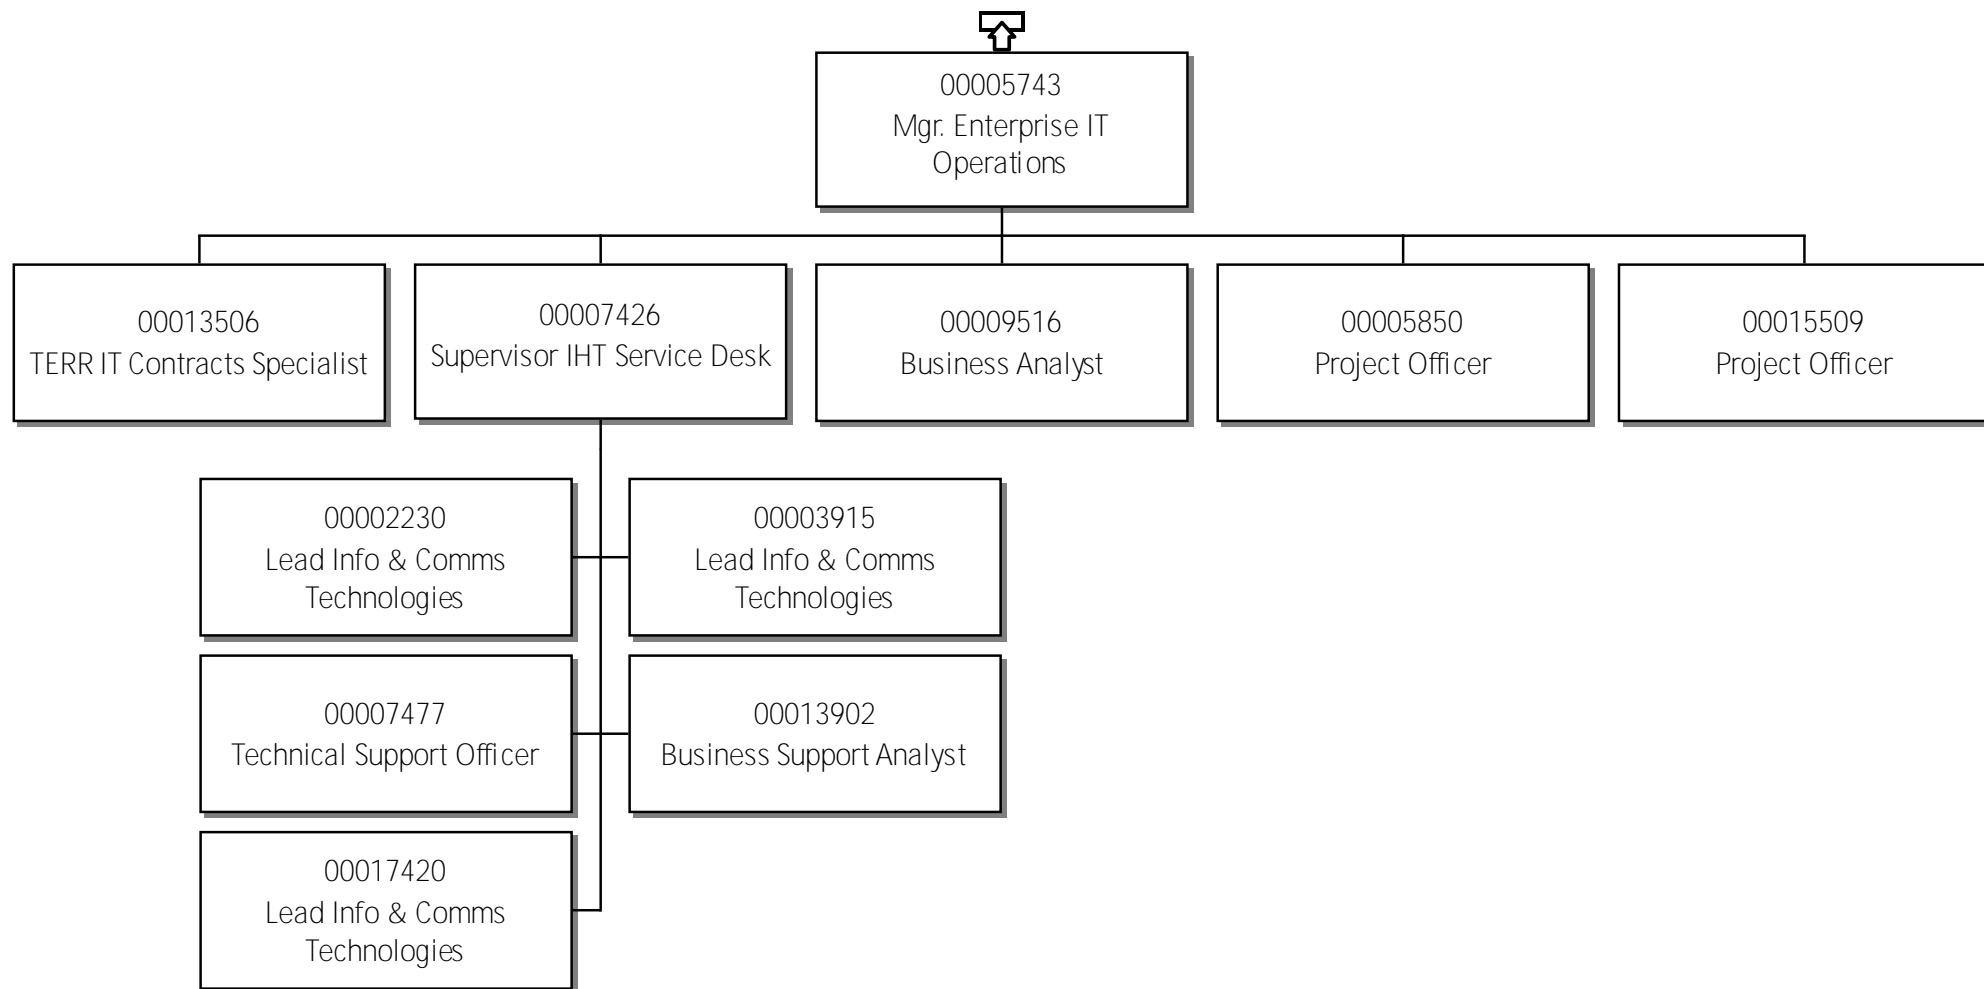 00005743
Mgr. Enterprise IT
Operations
00013506
TERR IT Contracts Specialist
00007426
Supervisor IHT Service Desk
00009516
Business Analyst
00005850
Project Officer
00015509
Project Officer
00002230
Lead Info & Comms
Technologies
00003915
Lead Info & Comms
Technologies
00007477
Technical Support Officer
00013902
Business Support Analyst
00017420
Lead Info & Comms
Technologies